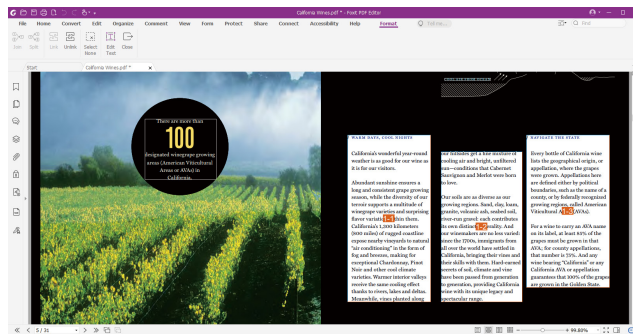 California Wines.pdf * - Foxit PDF Editor
File Home Convert Edit Organize Comment View Form Protect Share Connect Accessibility Help Format Tell me...
Find
Join Split Link Unlink Select None Edit Text Close
Start California Wines.pdf *
There are more than
100
designated winegrape growing
areas (American Viticultural
Areas or AVAs) in
California.
WARM DAYS, COOL NIGHTS
California's wonderful year-round
weather is as good for our wine as
it is for our visitors.
Abundant sunshine ensures a
long and consistent grape growing
season, while the diversity of our
terroir supports a multitude of
winegrape varieties and surprising
flavor variati 1-1 thin them.
California's 1,300 kilometers
(800 miles) of rugged coastline
expose nearby vineyards to natural
"air conditioning" in the form of
fog and breezes, making for
exceptional Chardonnay, Pinot
Noir and other cool climate
varieties. Warmer interior valleys
receive the same cooling effect
thanks to rivers, lakes and deltas.
Meanwhile, vines planted along
our hillsides get a fine mixture of
cooling air and bright, unfiltered
sun—conditions that Cabernet
Sauvignon and Merlot were born
to love.
Our soils are as diverse as our
growing regions. Sand, clay, loam,
granite, volcanic ash, seabed soil,
river-run gravel: each contributes
its own distinct 1-2 ality. And
our winemakers are no less varied:
since the 1700s, immigrants from
all over the world have settled in
California, bringing their vines and
their skills with them. Hard-earned
secrets of soil, climate and vine
have been passed from generation
to generation, providing California
wine with its unique legacy and
spectacular range.
NAVIGATE THE STATE
Every bottle of California wine
lists the geographical origin, or
appellation, where the grapes
were grown. Appellations here
are defined either by political
boundaries, such as the name of a
county, or by federally recognized
growing regions, called American
Viticultural A 1-3 AVAs).
For a wine to carry an AVA name
on its label, at least 85% of the
grapes must be grown in that
AVA; for county appellations,
that number is 75%. And any
wine bearing "California" or any
California AVA or appellation
guarantees that 100% of the grapes
are grown in the Golden State.
5 / 31
99.80%